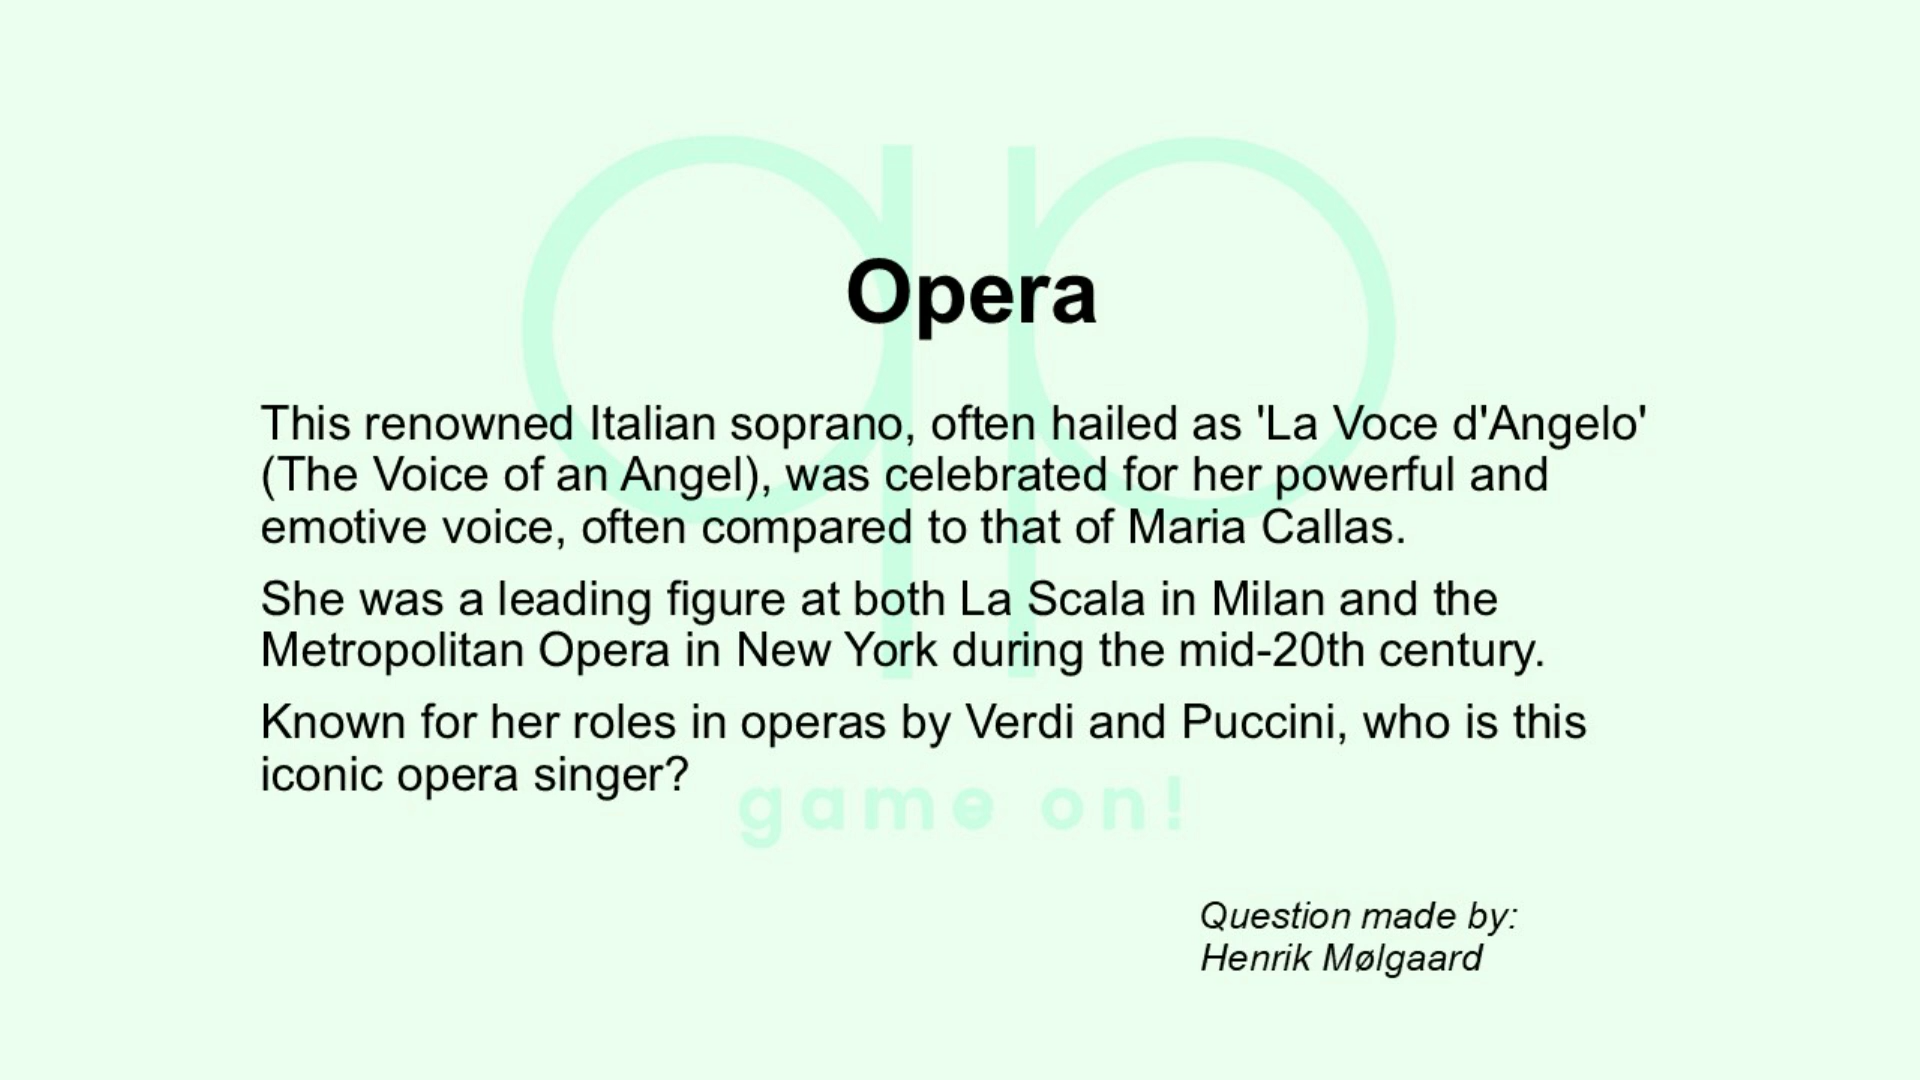 Opera
This renowned Italian soprano, often hailed as 'La Voce d'Angelo'
(The Voice of an Angel), was celebrated for her powerful and
emotive voice, often compared to that of Maria Callas.
She was a leading figure at both La Scala in Milan and the
Metropolitan Opera in New York during the mid-20th century.
Known for her roles in operas by Verdi and Puccini, who is this
iconic opera singer?
game on!
Question made by:
Henrik Mølgaard